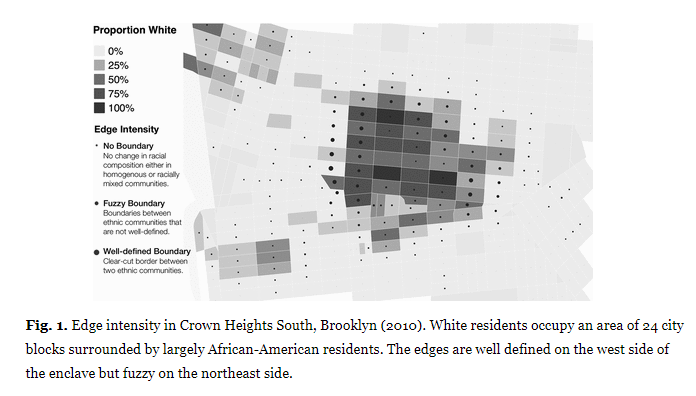 Proportion White
0%
25%
50%
75%
100%
Edge Intensity
No Boundary
No change in racial
composition either in
homogenous or racially
mixed communities.
Fuzzy Boundary
Boundaries between
ethnic communities that
are not well-defined.
Well-defined Boundary
Clear-cut border between
two ethnic communities.
Fig. 1. Edge intensity in Crown Heights South, Brooklyn (2010). White residents occupy an area of 24 city
blocks surrounded by largely African-American residents. The edges are well defined on the west side of
the enclave but fuzzy on the northeast side.